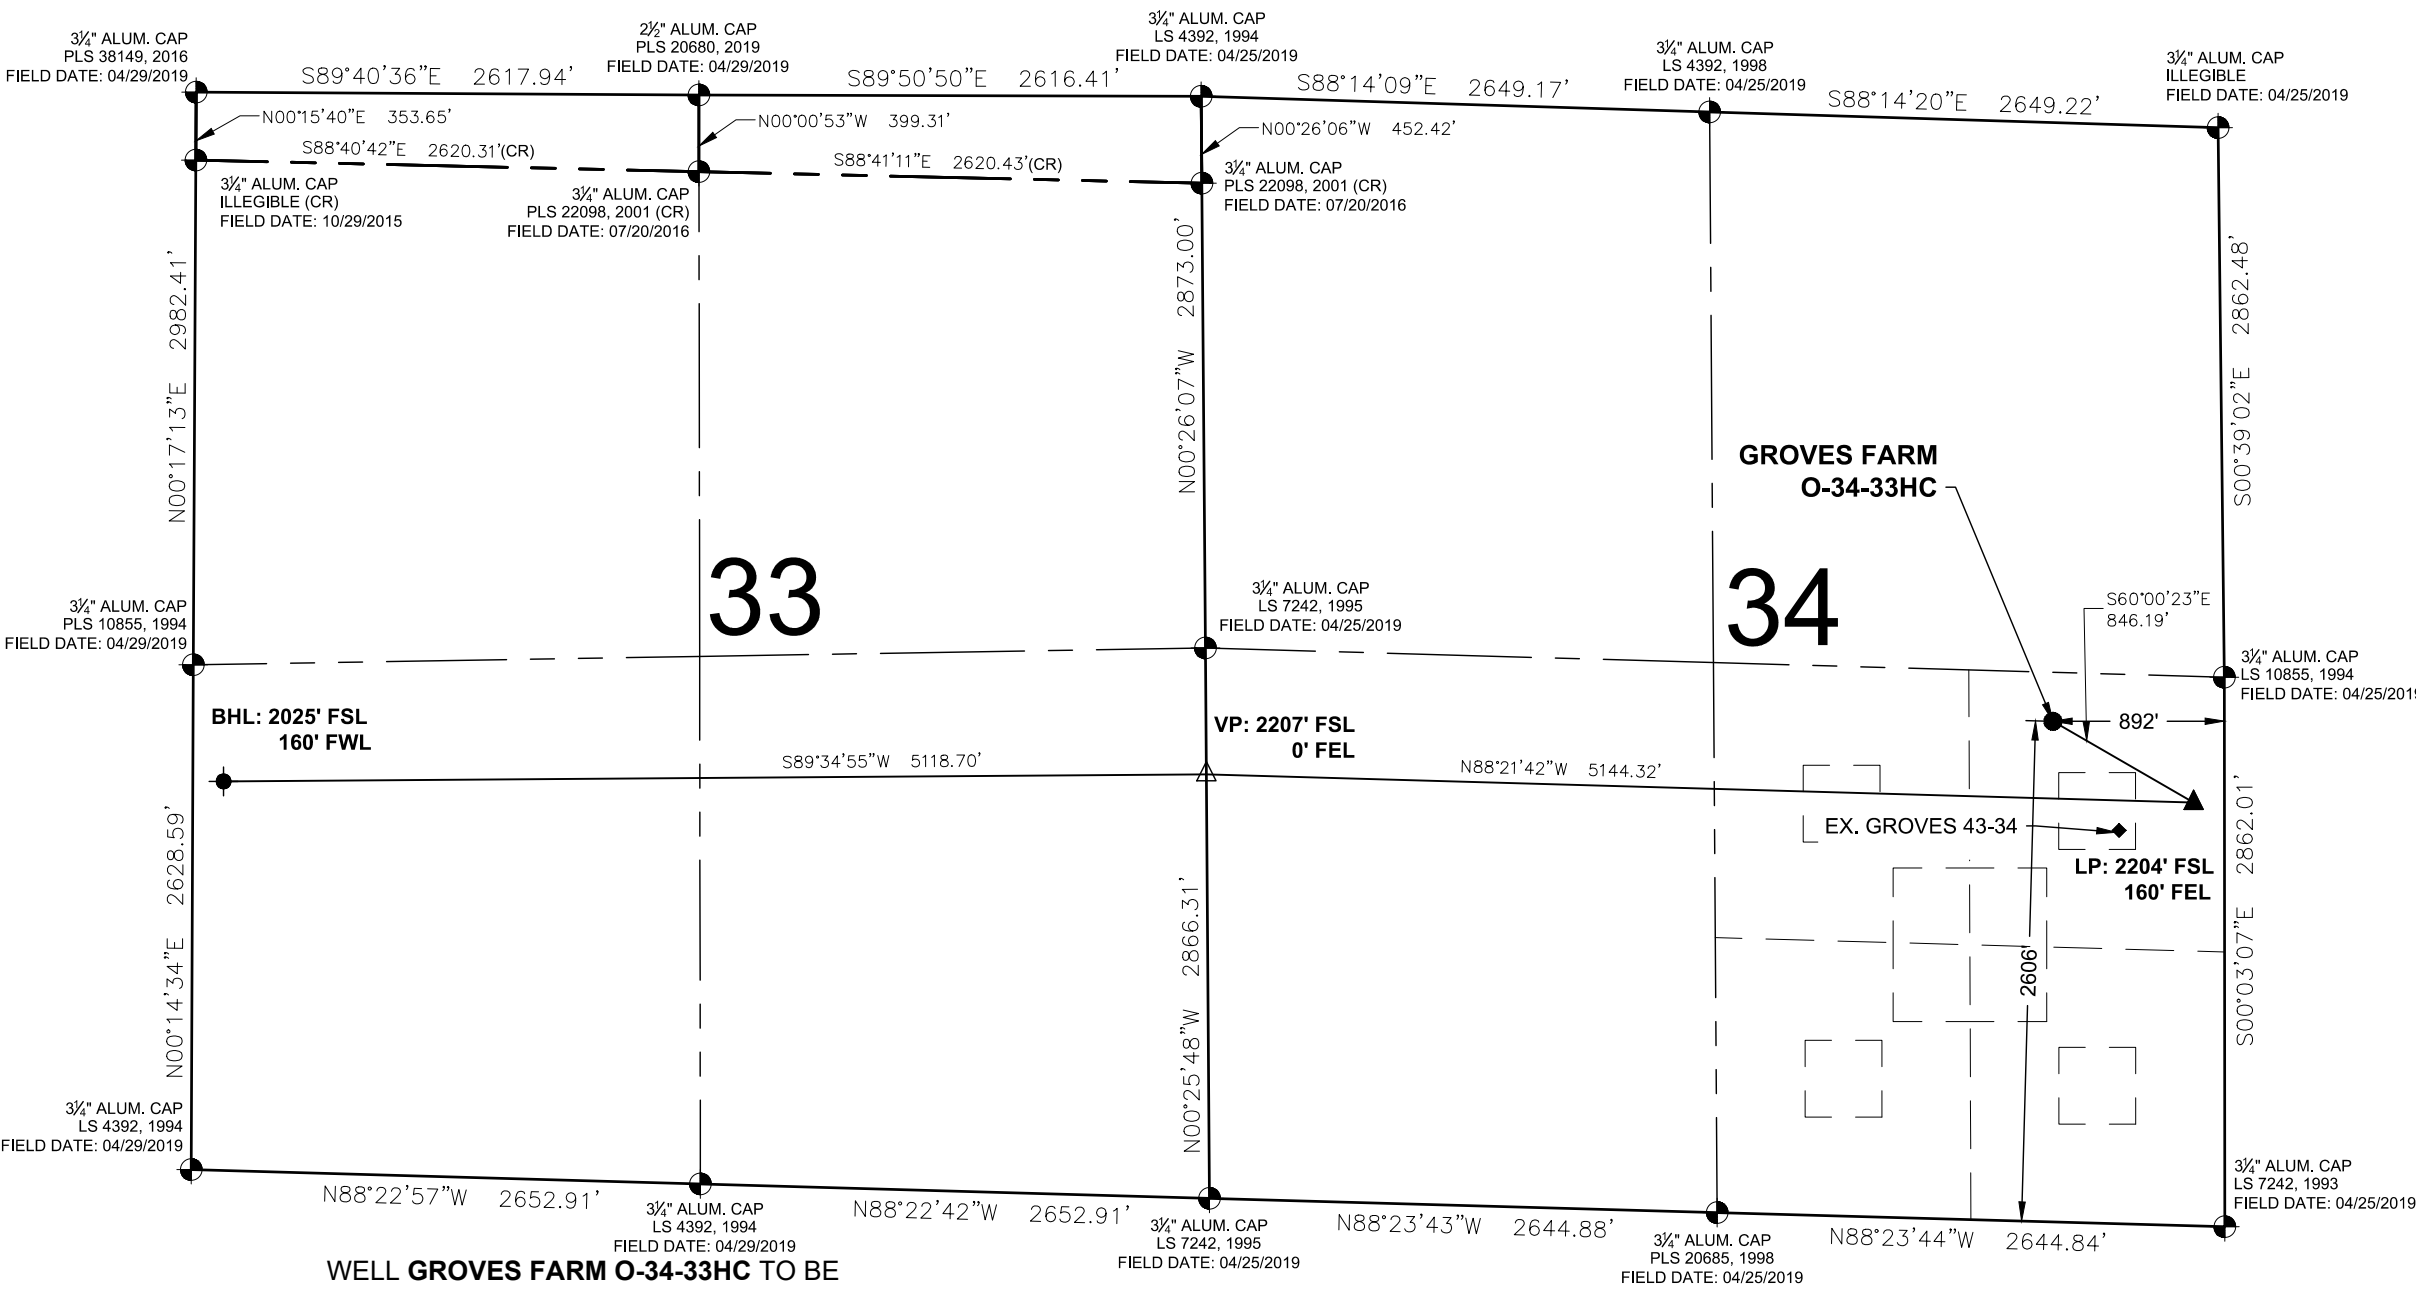 3¼" ALUM. CAP
PLS 38149, 2016
FIELD DATE: 04/29/2019
2½" ALUM. CAP
PLS 20680, 2019
FIELD DATE: 04/29/2019
3¼" ALUM. CAP
LS 4392, 1994
FIELD DATE: 04/25/2019
3¼" ALUM. CAP
LS 4392, 1998
FIELD DATE: 04/25/2019
3¼" ALUM. CAP
ILLEGIBLE
FIELD DATE: 04/25/2019
S89°40'36"E 2617.94'
S89°50'50"E 2616.41'
S88°14'09"E 2649.17'
S88°14'20"E 2649.22'
N00°15'40"E 353.65'
N00°00'53"W 399.31'
N00°26'06"W 452.42'
S88°40'42"E 2620.31'(CR)
S88°41'11"E 2620.43'(CR)
3¼" ALUM. CAP
ILLEGIBLE (CR)
FIELD DATE: 10/29/2015
3¼" ALUM. CAP
PLS 22098, 2001 (CR)
FIELD DATE: 07/20/2016
3¼" ALUM. CAP
PLS 22098, 2001 (CR)
FIELD DATE: 07/20/2016
N00°17'13"E 2982.41'
N00°26'07"W 2873.00'
S00°39'02"E 2862.48'
GROVES FARM
O-34-33HC
33
34
3¼" ALUM. CAP
PLS 10855, 1994
FIELD DATE: 04/29/2019
3¼" ALUM. CAP
LS 7242, 1995
FIELD DATE: 04/25/2019
S60°00'23"E
846.19'
3¼" ALUM. CAP
LS 10855, 1994
FIELD DATE: 04/25/2019
BHL: 2025' FSL
160' FWL
VP: 2207' FSL
0' FEL
892'
S89°34'55"W 5118.70'
N88°21'42"W 5144.32'
EX. GROVES 43-34
LP: 2204' FSL
160' FEL
2606'
N00°14'34"E 2628.59'
N00°25'48"W 2866.31'
S00°03'07"E 2862.01'
3¼" ALUM. CAP
LS 4392, 1994
FIELD DATE: 04/29/2019
3¼" ALUM. CAP
LS 7242, 1993
FIELD DATE: 04/25/2019
N88°22'57"W 2652.91'
N88°22'42"W 2652.91'
N88°23'43"W 2644.88'
N88°23'44"W 2644.84'
3¼" ALUM. CAP
LS 4392, 1994
FIELD DATE: 04/29/2019
3¼" ALUM. CAP
LS 7242, 1995
FIELD DATE: 04/25/2019
3¼" ALUM. CAP
PLS 20685, 1998
FIELD DATE: 04/25/2019
WELL GROVES FARM O-34-33HC TO BE